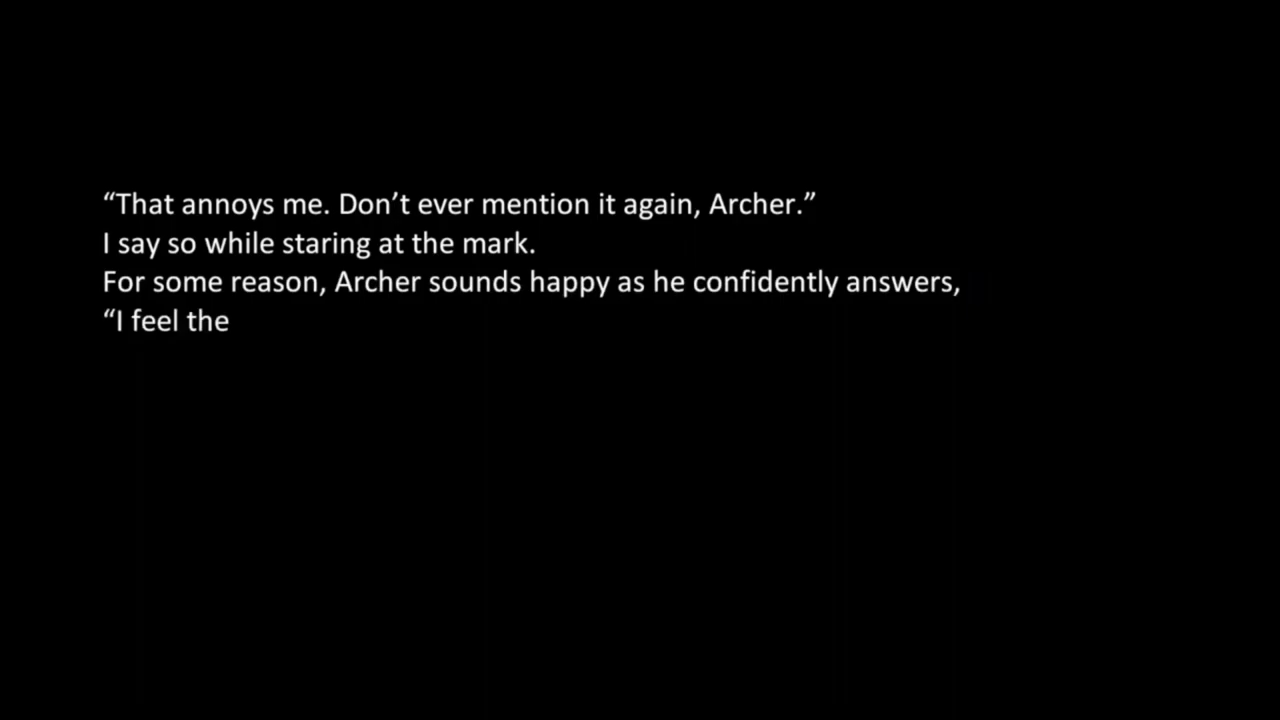 “That annoys me. Don’t ever mention it again, Archer.”
I say so while staring at the mark.
For some reason, Archer sounds happy as he confidently answers,
“I feel the